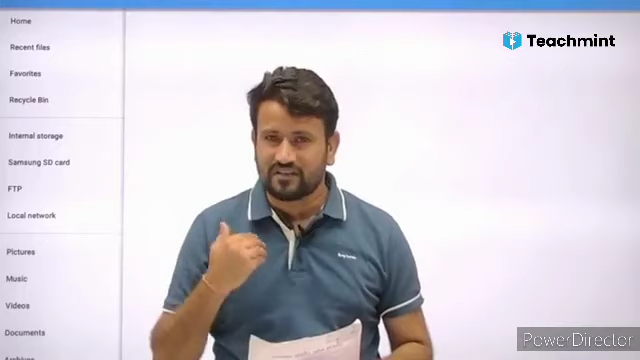 Home
Recent files
Favorites
Recycle Bin
Internal storage
Samsung SD card
FTP
Local network
Pictures
Music
Videos
Documents
Archives
Teachmint
PowerDirector